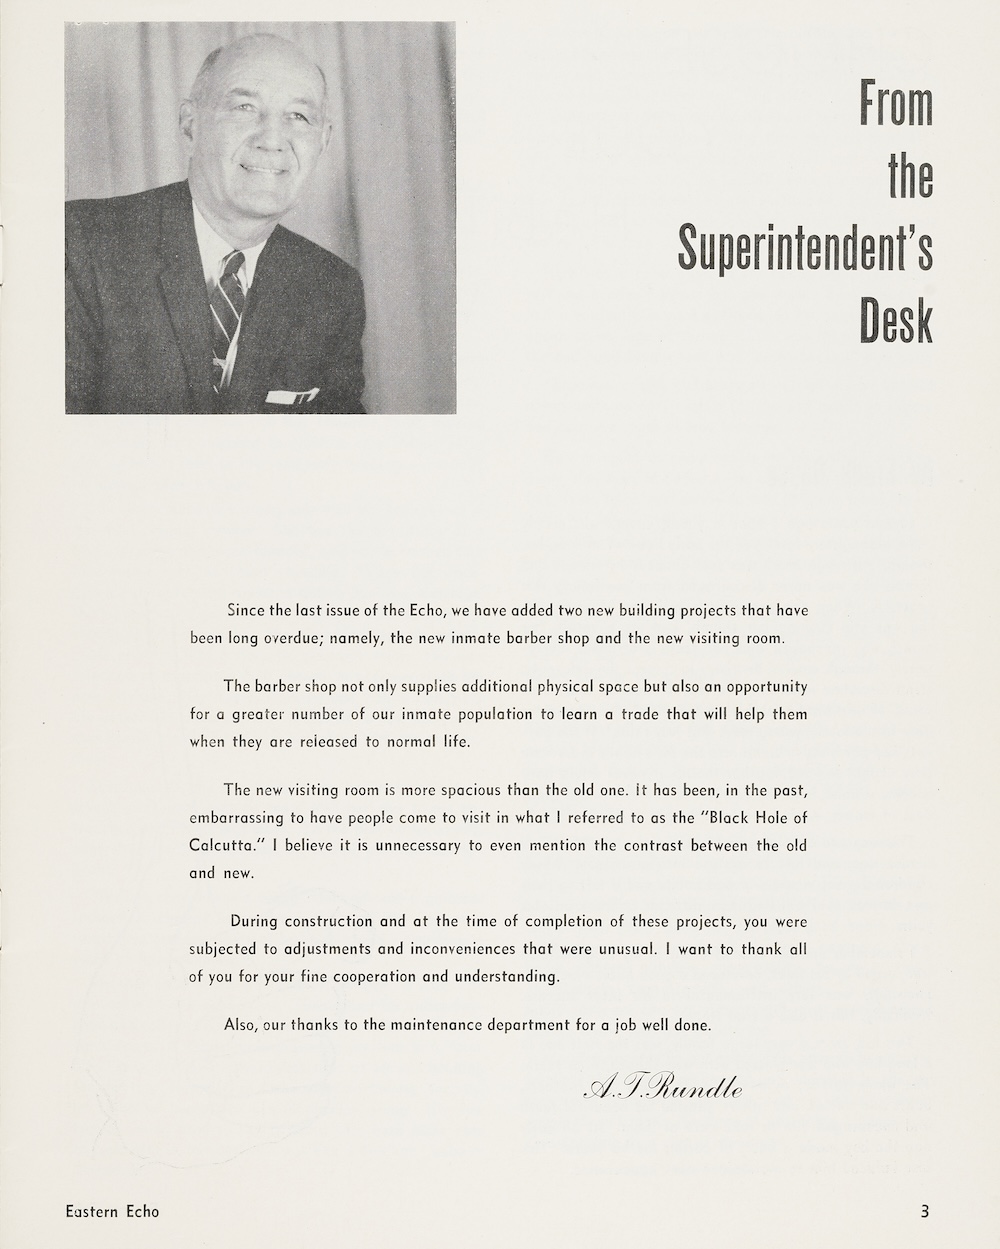 From
the
Superintendent's
Desk
Since the last issue of the Echo, we have added two new building projects that have
been long overdue; namely, the new inmate barber shop and the new visiting room.
The barber shop not only supplies additional physical space but also an opportunity
for a greater number of our inmate population to learn a trade that will help them
when they are released to normal life.
The new visiting room is more spacious than the old one. It has been, in the past,
embarrassing to have people come to visit in what I referred to as the "Black Hole of
Calcutta." I believe it is unnecessary to even mention the contrast between the old
and new.
During construction and at the time of completion of these projects, you were
subjected to adjustments and inconveniences that were unusual. I want to thank all
of you for your fine cooperation and understanding.
Also, our thanks to the maintenance department for a job well done.
A.T.Rundle
Eastern Echo
3